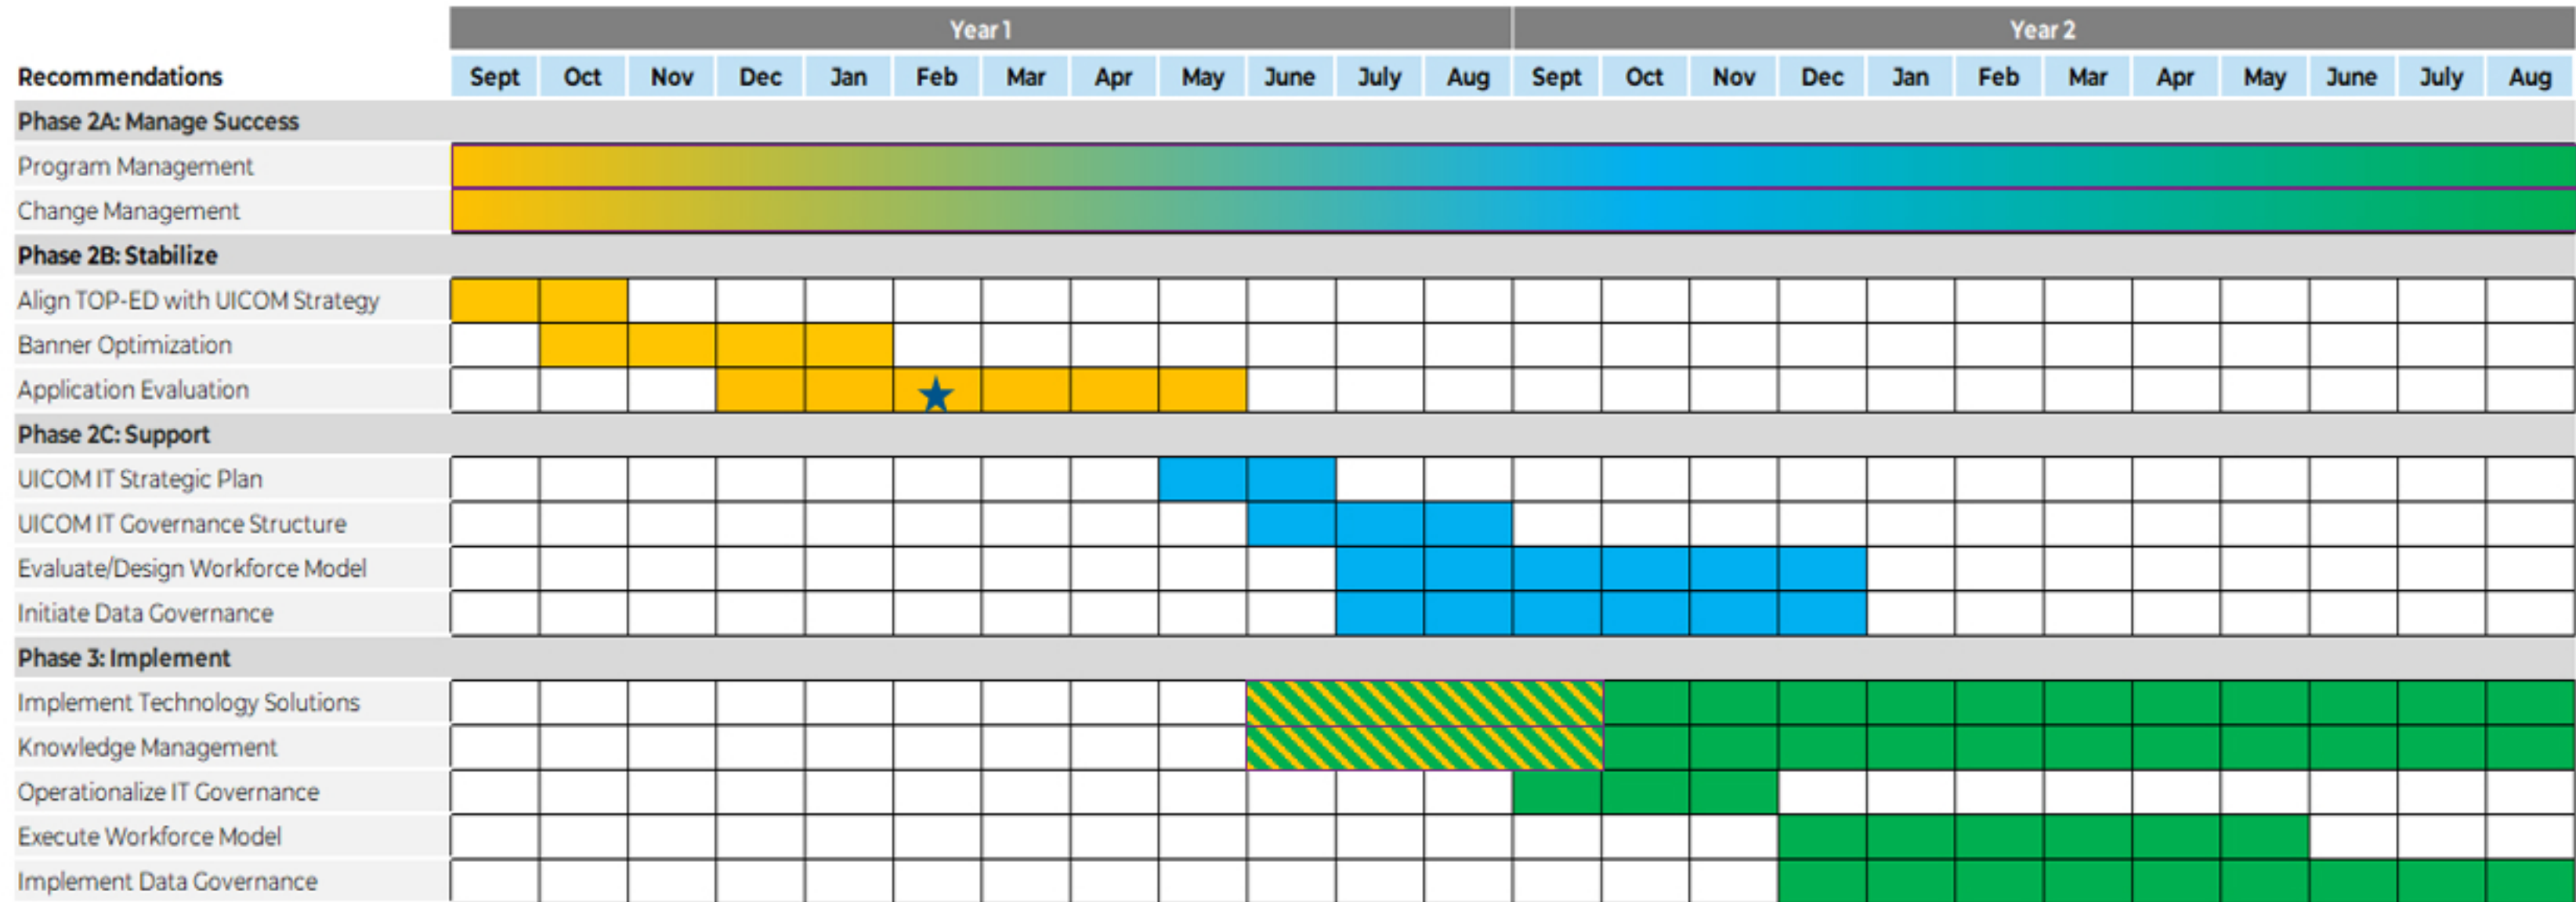 Year 1 Year 2
Recommendations Sept Oct Nov Dec Jan Feb Mar Apr May June July Aug Sept Oct Nov Dec Jan Feb Mar Apr May June July Aug
Phase 2A: Manage Success
Program Management
Change Management
Phase 2B: Stabilize
Align TOP-ED with UICOM Strategy
Banner Optimization
Application Evaluation
Phase 2C: Support
UICOM IT Strategic Plan
UICOM IT Governance Structure
Evaluate/Design Workforce Model
Initiate Data Governance
Phase 3: Implement
Implement Technology Solutions
Knowledge Management
Operationalize IT Governance
Execute Workforce Model
Implement Data Governance